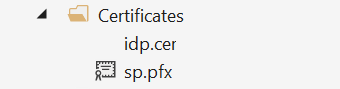 Certificates
idp.cer
sp.pfx